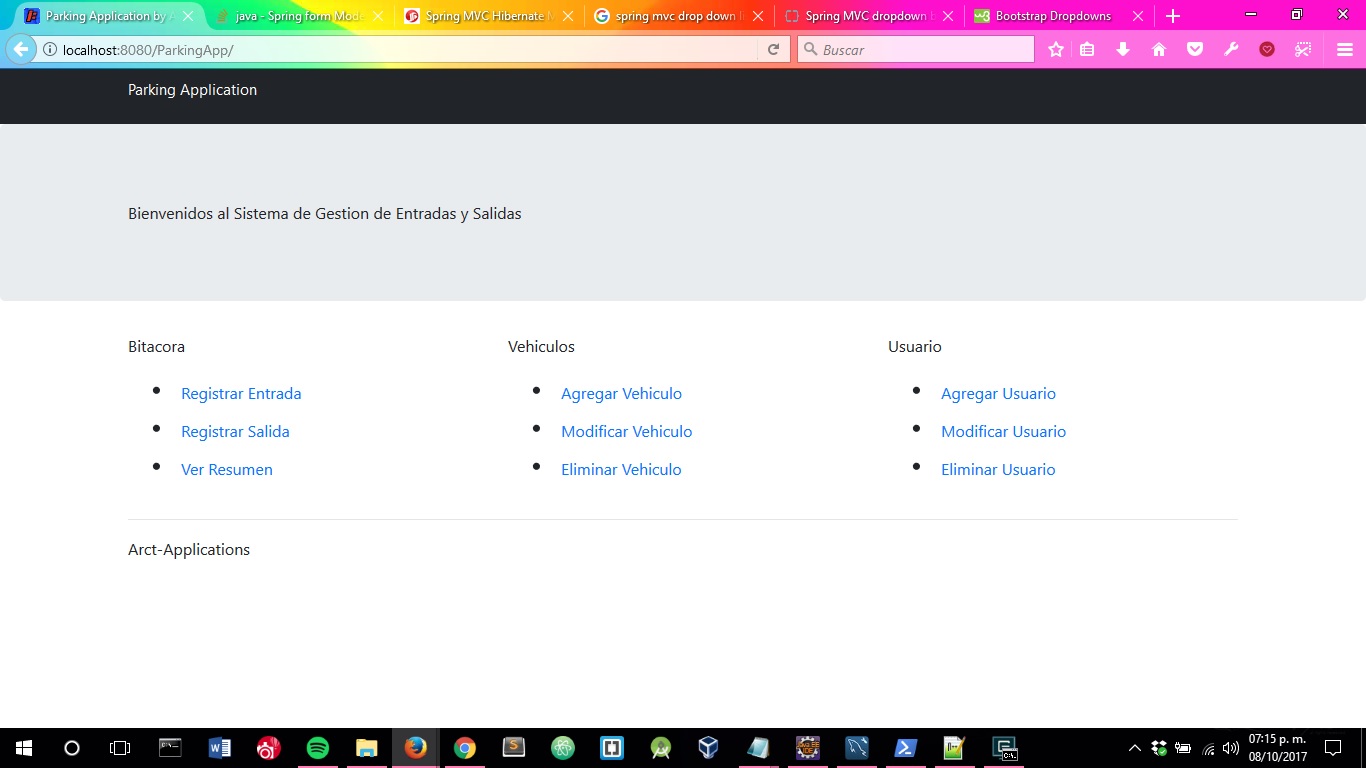 Parking Application by A
java - Spring form Mode
Spring MVC Hibernate M
spring mvc drop down li
Spring MVC dropdown b
Bootstrap Dropdowns
localhost:8080/ParkingApp/
Buscar
Parking Application
Bienvenidos al Sistema de Gestion de Entradas y Salidas
Bitacora
Registrar Entrada
Registrar Salida
Ver Resumen
Vehiculos
Agregar Vehiculo
Modificar Vehiculo
Eliminar Vehiculo
Usuario
Agregar Usuario
Modificar Usuario
Eliminar Usuario
Arct-Applications
07:15 p. m.
08/10/2017